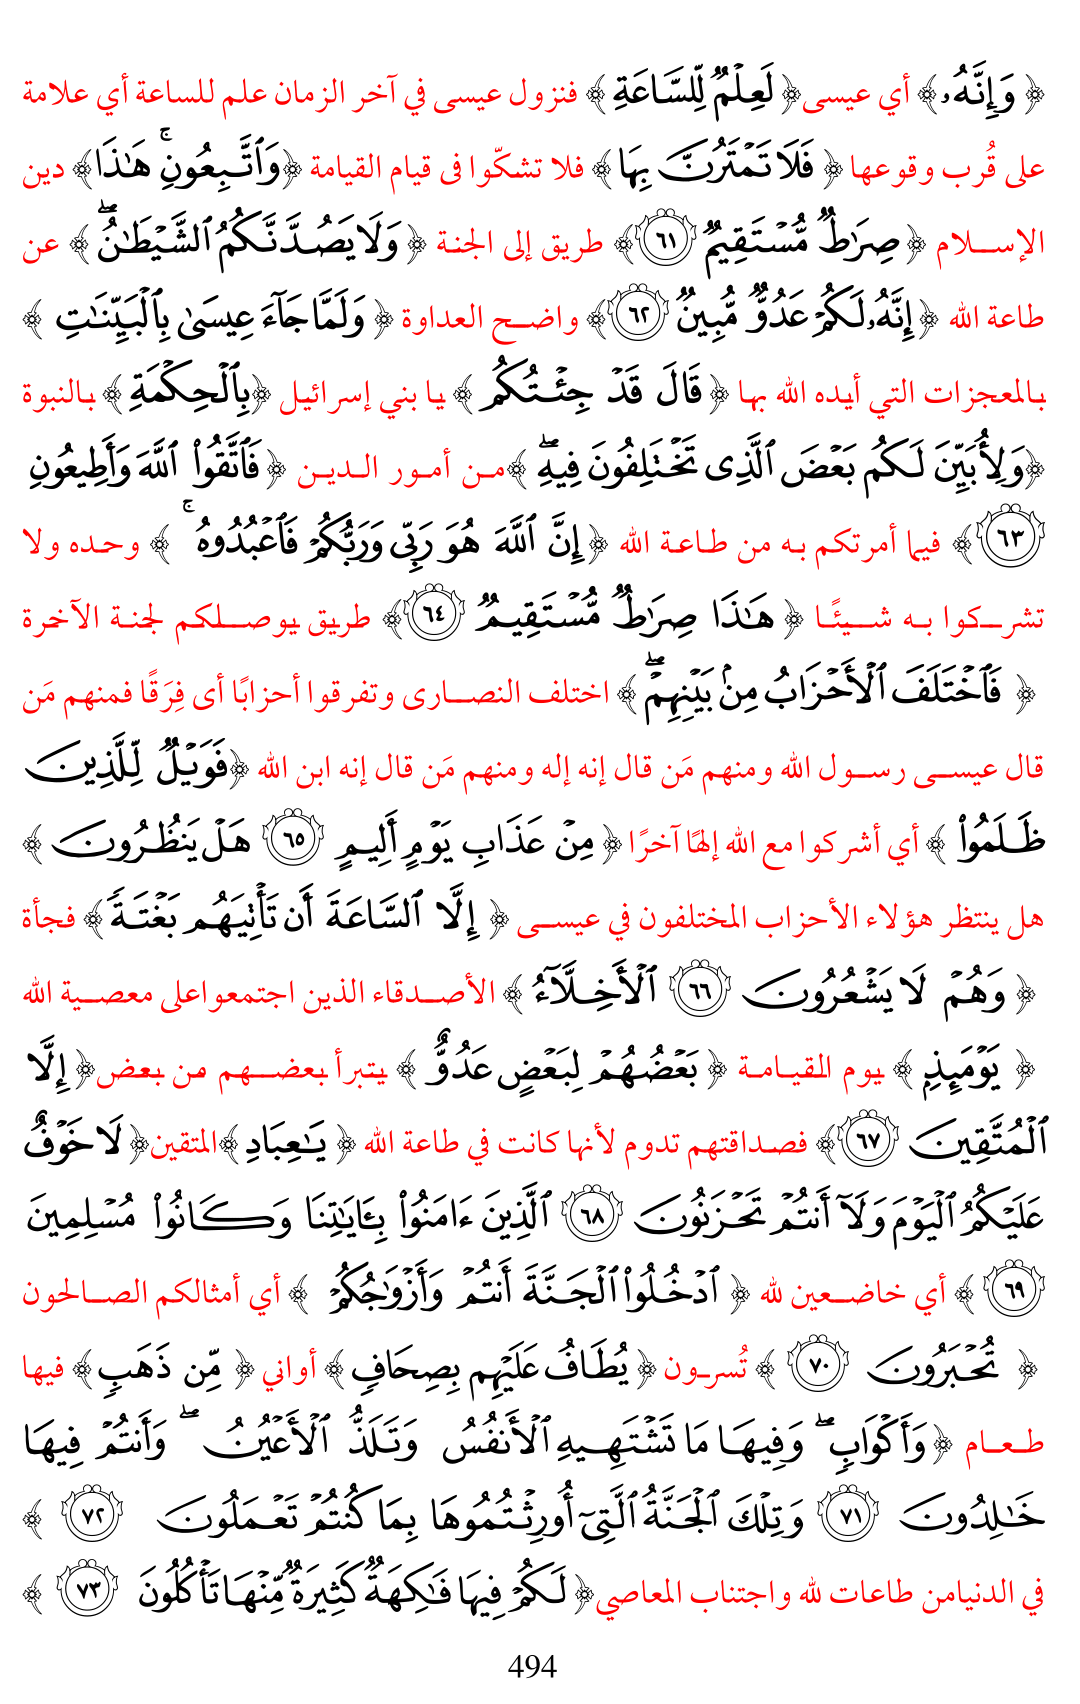 ﴿ وَإِنَّهُۥ﴾ أي عيسى﴿ لَعِلْمٌ لِّلسَّاعَةِ ﴾ فنزول عيسى في آخر الزمان علم للساعة أي علامة
على قُرب وقوعها ﴿ فَلَا تَمْتَرُنَّ بِهَا﴾ فلا تشكّوا فى قيام القيامة ﴿وَٱتَّبِعُونِ ۚ هَٰذَا﴾ دين
الإسلام ﴿ صِرَٰطٌ مُّسْتَقِيمٌ ٦١﴾ طريق إلى الجنة ﴿ وَلَا يَصُدَّنَّكُمُ ٱلشَّيْطَٰنُ ۖ ﴾ عن
طاعة الله ﴿إِنَّهُۥ لَكُمْ عَدُوٌّ مُّبِينٌ ٦٢﴾ واضح العداوة ﴿ وَلَمَّا جَآءَ عِيسَىٰ بِٱلْبَيِّنَٰتِ ﴾
بالمعجزات التي أيده الله بها ﴿ قَالَ قَدْ جِئْتُكُم ﴾ يا بني إسرائيل ﴿بِٱلْحِكْمَةِ ﴾ بالنبوة
﴿وَلِأُبَيِّنَ لَكُم بَعْضَ ٱلَّذِى تَخْتَلِفُونَ فِيهِ ۖ ﴾من أمور الدين ﴿ فَٱتَّقُوا۟ ٱللَّهَ وَأَطِيعُونِ
٦٣﴾ فيما أمرتكم به من طاعة الله ﴿ إِنَّ ٱللَّهَ هُوَ رَبِّى وَرَبُّكُمْ فَٱعْبُدُوهُ ۚ ﴾ وحده ولا
تشركوا به شيئًا ﴿ هَٰذَا صِرَٰطٌ مُّسْتَقِيمٌ ٦٤﴾ طريق يوصلكم لجنة الآخرة
﴿ فَٱخْتَلَفَ ٱلْأَحْزَابُ مِنۢ بَيْنِهِمْ ۖ ﴾ اختلف النصارى وتفرقوا أحزابًا أى فِرَقًا فمنهم مَن
قال عيسى رسول الله ومنهم مَن قال إنه إله ومنهم مَن قال إنه ابن الله ﴿فَوَيْلٌ لِّلَّذِينَ
ظَلَمُوا۟ ﴾ أي أشركوا مع الله إلهًا آخرًا ﴿ مِنْ عَذَابِ يَوْمٍ أَلِيمٍ ٦٥ هَلْ يَنظُرُونَ ﴾
هل ينتظر هؤلاء الأحزاب المختلفون في عيسى ﴿ إِلَّا ٱلسَّاعَةَ أَن تَأْتِيَهُم بَغْتَةً﴾ فجأة
﴿ وَهُمْ لَا يَشْعُرُونَ ٦٦ ٱلْأَخِلَّآءُ ﴾ الأصدقاء الذين اجتمعواعلى معصية الله
﴿ يَوْمَئِذٍ ﴾ يوم القيامة ﴿ بَعْضُهُمْ لِبَعْضٍ عَدُوٌّ ﴾ يتبرأ بعضهم من بعض﴿ إِلَّا
ٱلْمُتَّقِينَ ٦٧﴾ فصداقتهم تدوم لأنها كانت في طاعة الله ﴿ يَٰعِبَادِ ﴾المتقين﴿ لَا خَوْفٌ
عَلَيْكُمُ ٱلْيَوْمَ وَلَآ أَنتُمْ تَحْزَنُونَ ٦٨ ٱلَّذِينَ ءَامَنُوا۟ بِـَٔايَٰتِنَا وَكَانُوا۟ مُسْلِمِينَ
٦٩ ﴾ أي خاضعين لله ﴿ ٱدْخُلُوا۟ ٱلْجَنَّةَ أَنتُمْ وَأَزْوَٰجُكُمْ ﴾ أي أمثالكم الصالحون
﴿ تُحْبَرُونَ ٧٠ ﴾ تُسرون ﴿ يُطَافُ عَلَيْهِم بِصِحَافٍ ﴾ أواني ﴿ مِّن ذَهَبٍ ﴾ فيها
طعام ﴿ وَأَكْوَابٍ ۖ وَفِيهَا مَا تَشْتَهِيهِ ٱلْأَنفُسُ وَتَلَذُّ ٱلْأَعْيُنُ ۖ وَأَنتُمْ فِيهَا
خَٰلِدُونَ ٧١ وَتِلْكَ ٱلْجَنَّةُ ٱلَّتِىٓ أُورِثْتُمُوهَا بِمَا كُنتُمْ تَعْمَلُونَ ٧٢ ﴾
في الدنيامن طاعات لله واجتناب المعاصي﴿ لَكُمْ فِيهَا فَٰكِهَةٌ كَثِيرَةٌ مِّنْهَا تَأْكُلُونَ ٧٣ ﴾
494